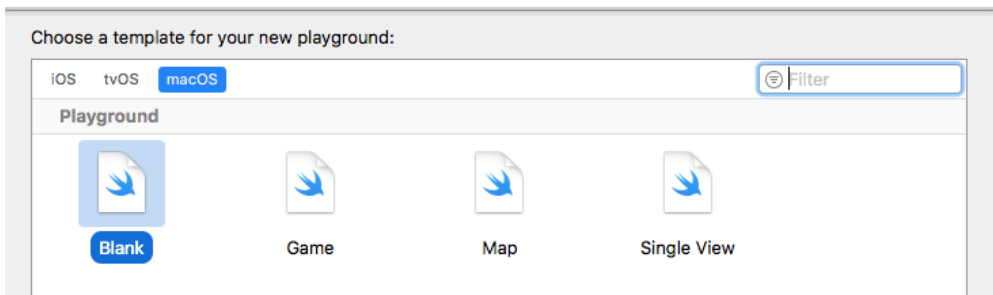 Choose a template for your new playground:
iOS tvOS macOS Filter
Playground
Blank Game Map Single View